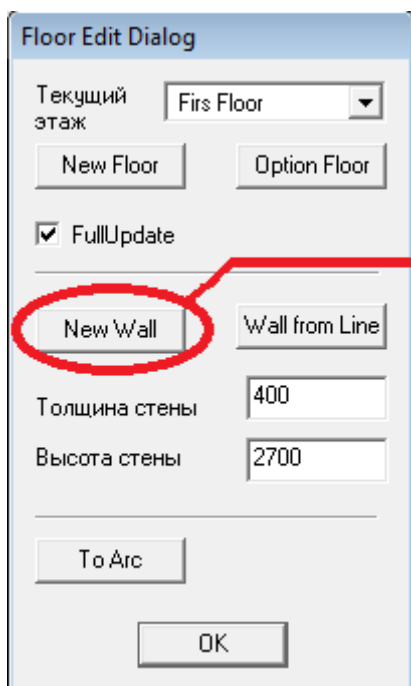 Floor Edit Dialog
Текущий
этаж
Firs Floor
New Floor
Option Floor
FullUpdate
New Wall
Wall from Line
Толщина стены
400
Высота стены
2700
To Arc
OK